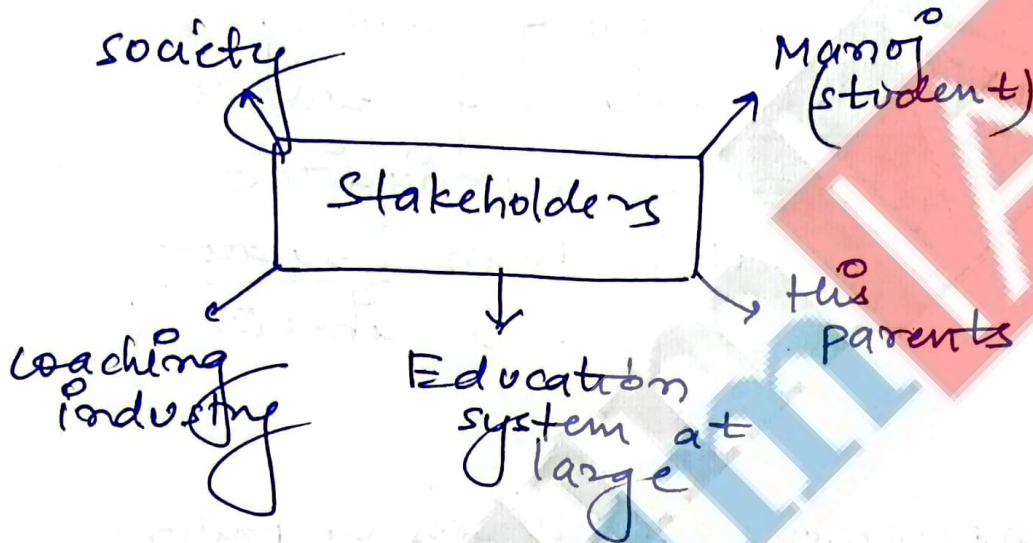 society
Manoj
(student)
Stakeholders
His
parents
coaching
industry
Education
system at
large